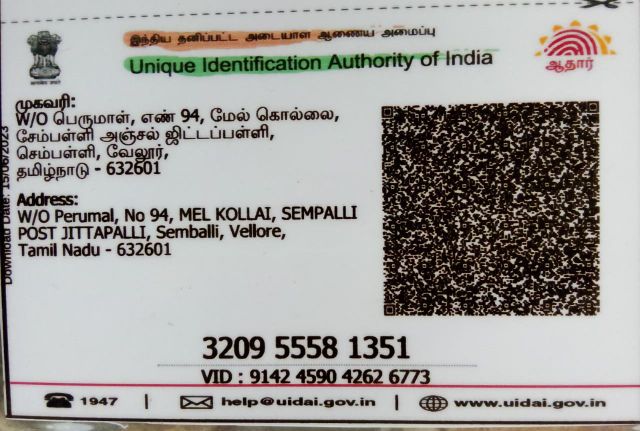 இந்திய தனிப்பட்ட அடையாள ஆணைய அமைப்பு
Unique Identification Authority of India
ஆதார்
முகவரி:
W/O பெருமாள், எண் 94, மேல் கொல்லை,
சேம்பள்ளி அஞ்சல் ஜிட்டப்பள்ளி,
செம்பள்ளி, வேலூர்,
தமிழ்நாடு - 632601
Address:
W/O Perumal, No 94, MEL KOLLAI, SEMPALLI
POST JITTAPALLI, Semballi, Vellore,
Tamil Nadu - 632601
Download Date: 19/06/2023
3209 5558 1351
VID : 9142 4590 4262 6773
1947 | help@uidai.gov.in | www.uidai.gov.in